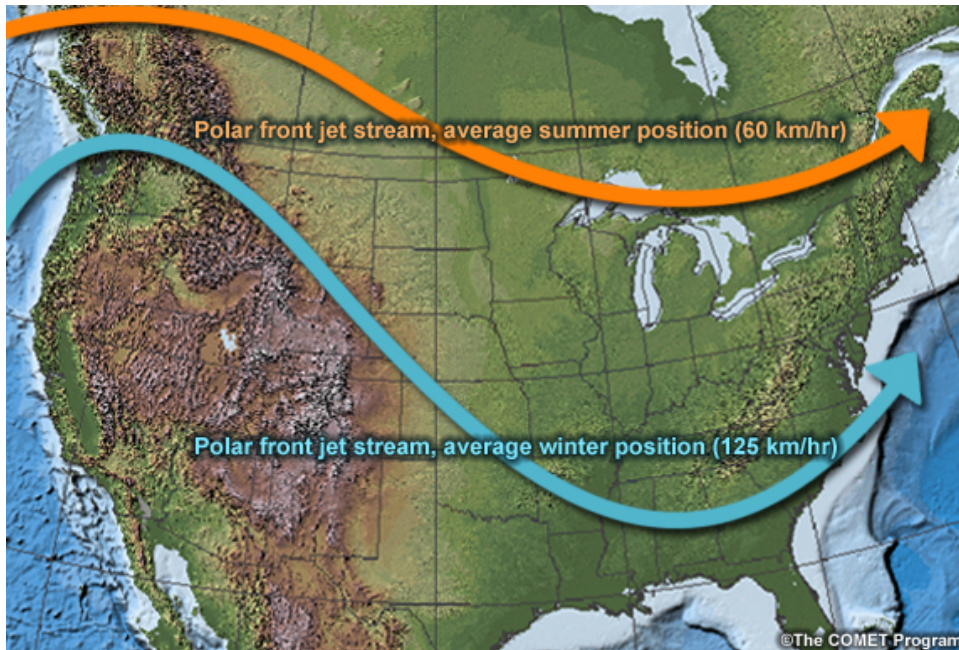 Polar front jet stream, average summer position (60 km/hr)
Polar front jet stream, average winter position (125 km/hr)
©The COMET Program